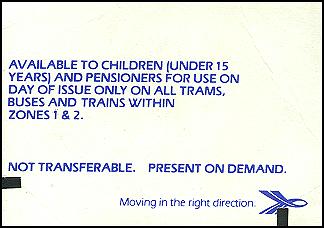 AVAILABLE TO CHILDREN (UNDER 15
YEARS) AND PENSIONERS FOR USE ON
DAY OF ISSUE ONLY ON ALL TRAMS,
BUSES AND TRAINS WITHIN
ZONES 1 & 2.
NOT TRANSFERABLE. PRESENT ON DEMAND.
Moving in the right direction.